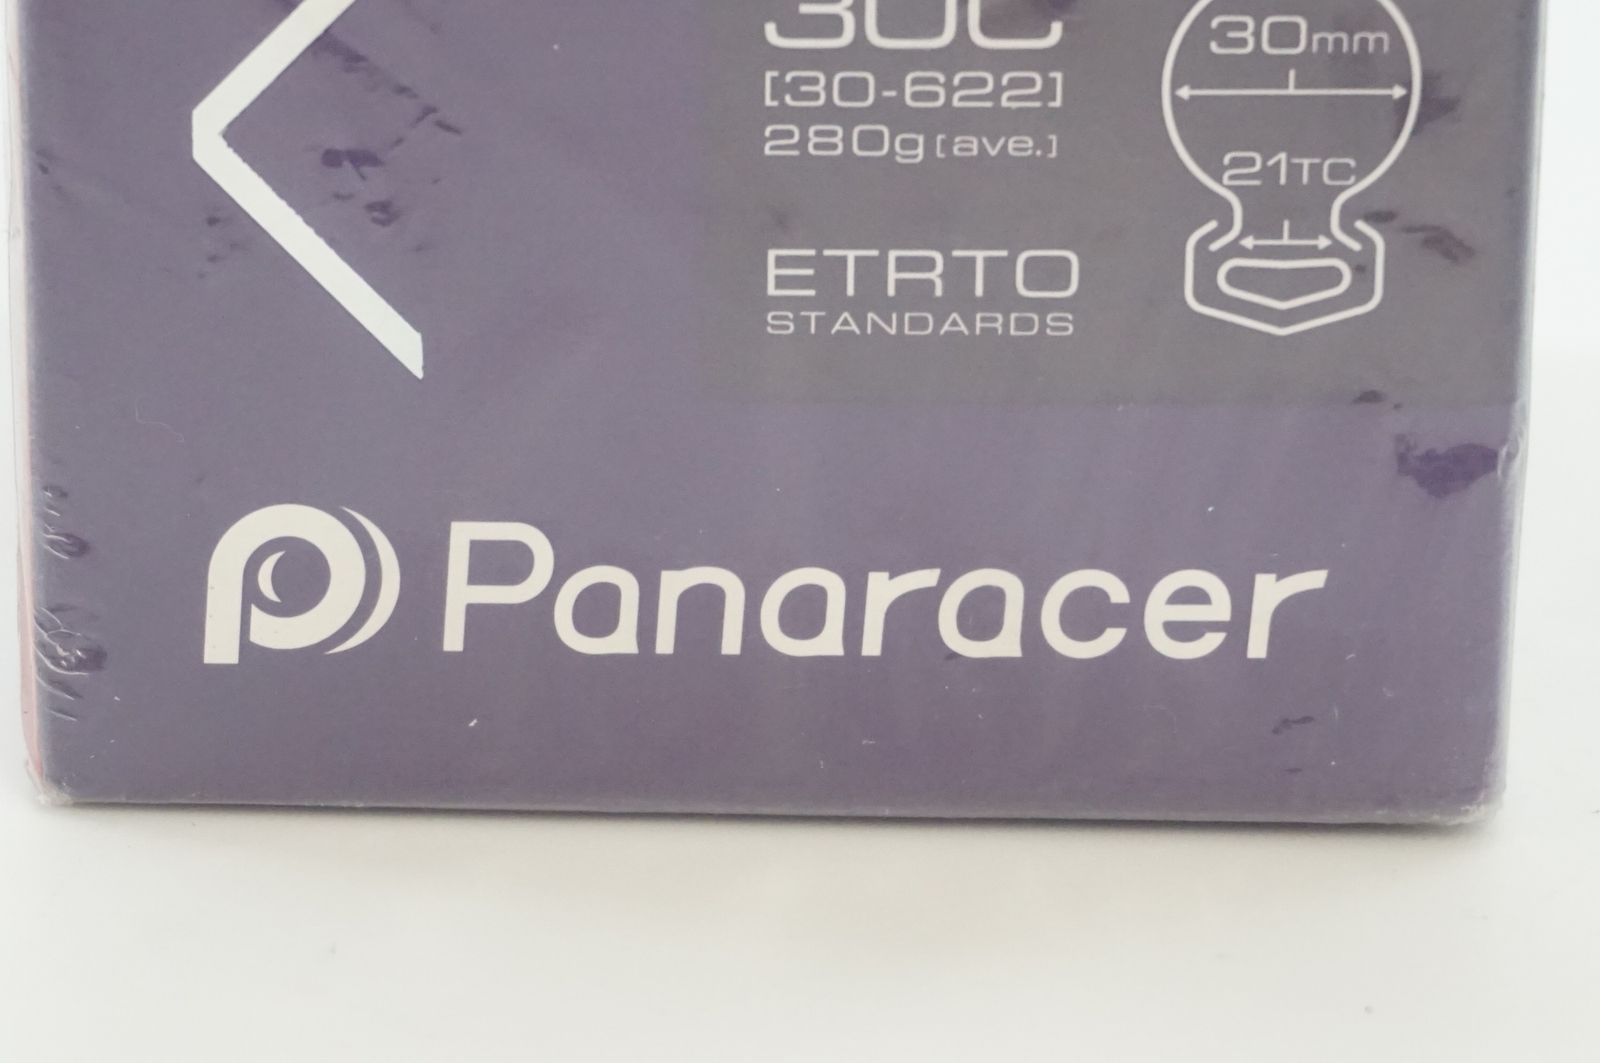 30C
[30-622]
280g [ave.]
ETRTO
STANDARDS
30mm
21TC
Panaracer